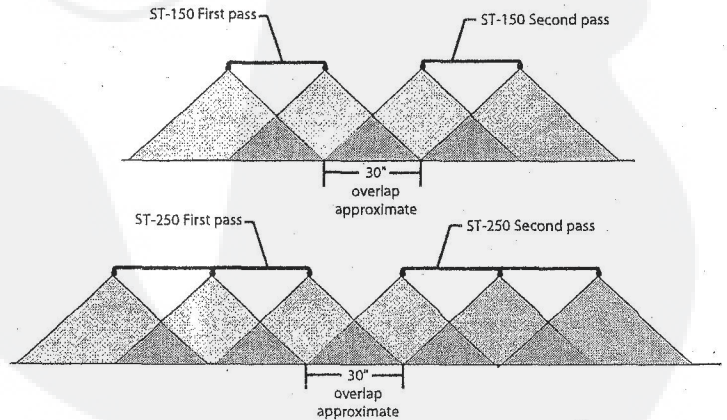 ST-150 First pass
ST-150 Second pass
30"
overlap
approximate
ST-250 First pass
ST-250 Second pass
30"
overlap
approximate